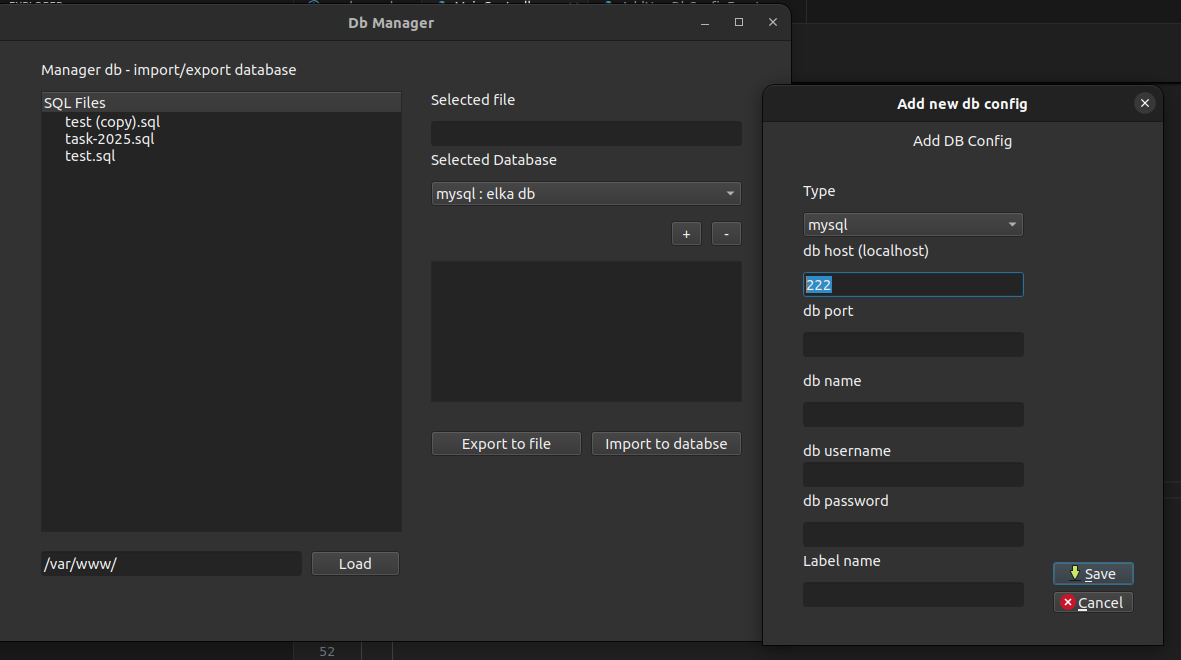 Db Manager
Manager db - import/export database
SQL Files
test (copy).sql
task-2025.sql
test.sql
/var/www/
Load
Selected file
Selected Database
mysql : elka db
+
-
Export to file
Import to databse
Add new db config
Add DB Config
Type
mysql
db host (localhost)
222
db port
db name
db username
db password
Label name
Save
Cancel
52